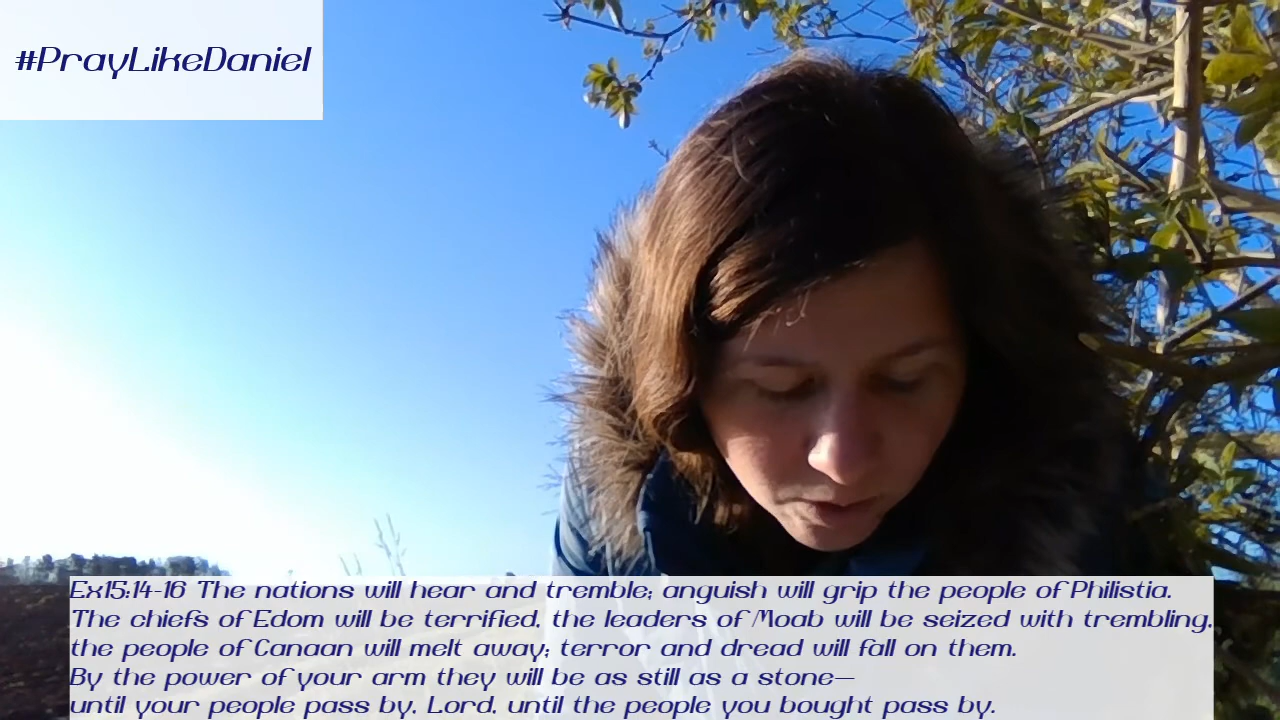 #PrayLikeDaniel
Ex15:14-16 The nations will hear and tremble; anguish will grip the people of Philistia.
The chiefs of Edom will be terrified, the leaders of Moab will be seized with trembling,
the people of Canaan will melt away; terror and dread will fall on them.
By the power of your arm they will be as still as a stone—
until your people pass by, Lord, until the people you bought pass by.